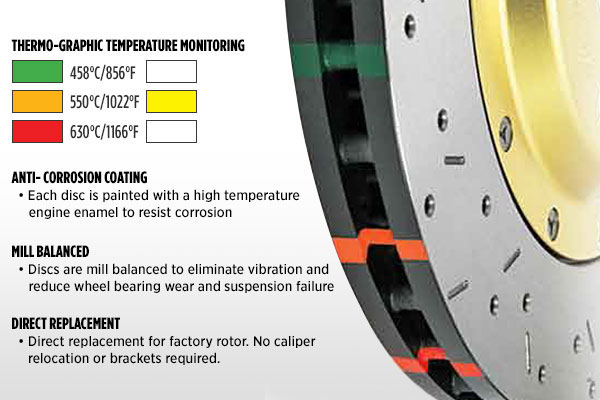 THERMO-GRAPHIC TEMPERATURE MONITORING
458°C/856°F
550°C/1022°F
630°C/1166°F
ANTI- CORROSION COATING
• Each disc is painted with a high temperature
engine enamel to resist corrosion
MILL BALANCED
• Discs are mill balanced to eliminate vibration and
reduce wheel bearing wear and suspension failure
DIRECT REPLACEMENT
• Direct replacement for factory rotor. No caliper
relocation or brackets required.